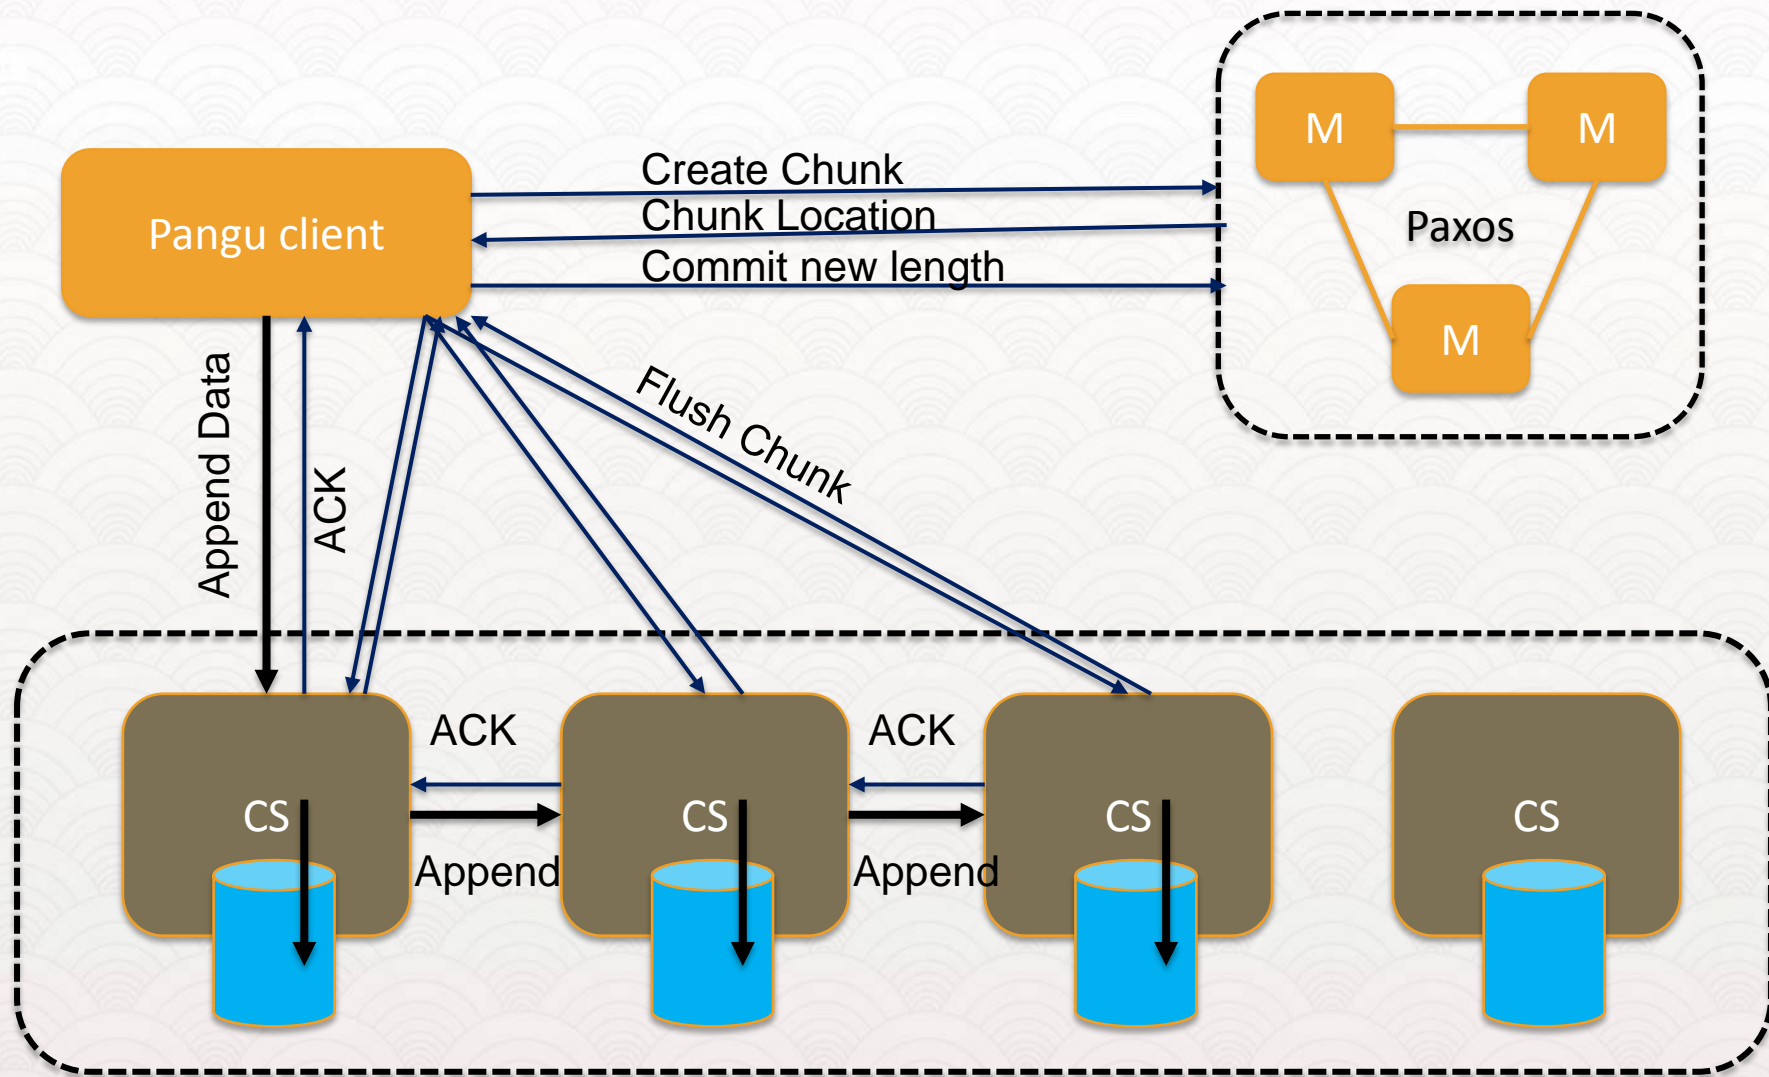 M
M
Create Chunk
Pangu client
Chunk Location
Paxos
Commit new length
M
Append Data
ACK
Flush Chunk
ACK
ACK
CS
CS
CS
CS
Append
Append